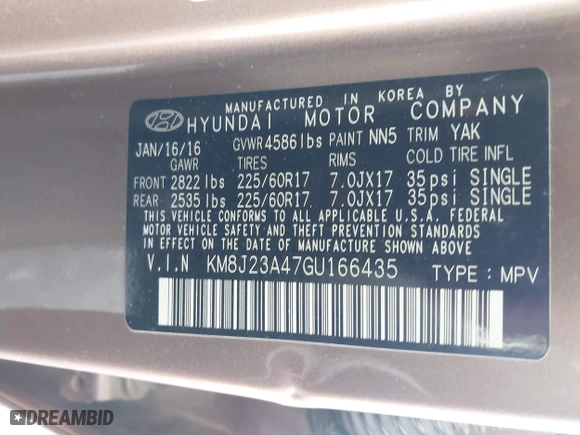 MANUFACTURED IN KOREA BY
HYUNDAI MOTOR COMPANY
JAN/16/16 GVWR 4586lbs PAINT NN5 TRIM YAK
GAWR TIRES RIMS COLD TIRE INFL
FRONT 2822 lbs 225/60R17 7.0JX17 35psi SINGLE
REAR 2535 lbs 225/60R17 7.0JX17 35psi SINGLE
THIS VEHICLE CONFORMS TO ALL APPLICABLE U.S.A. FEDERAL
MOTOR VEHICLE SAFETY AND THEFT PREVENTION STANDARDS
IN EFFECT ON THE DATE OF MANUFACTURE SHOWN ABOVE.
V.I.N KM8J23A47GU166435 TYPE : MPV
DREAMBID